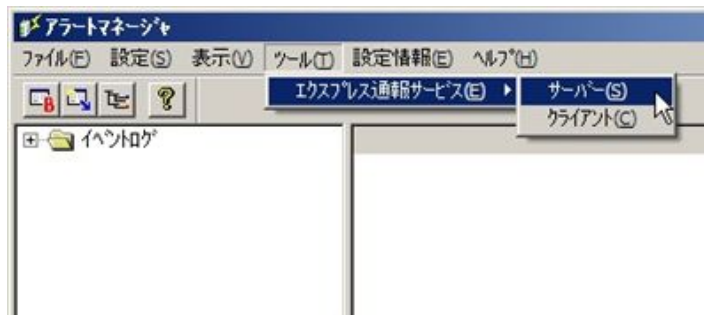 アラートマネージャ
ファイル(F) 設定(S) 表示(V) ツール(T) 設定情報(E) ヘルプ(H)
エクスプレス通報サービス(E) サーバー(S)
クライアント(C)
イベントログ